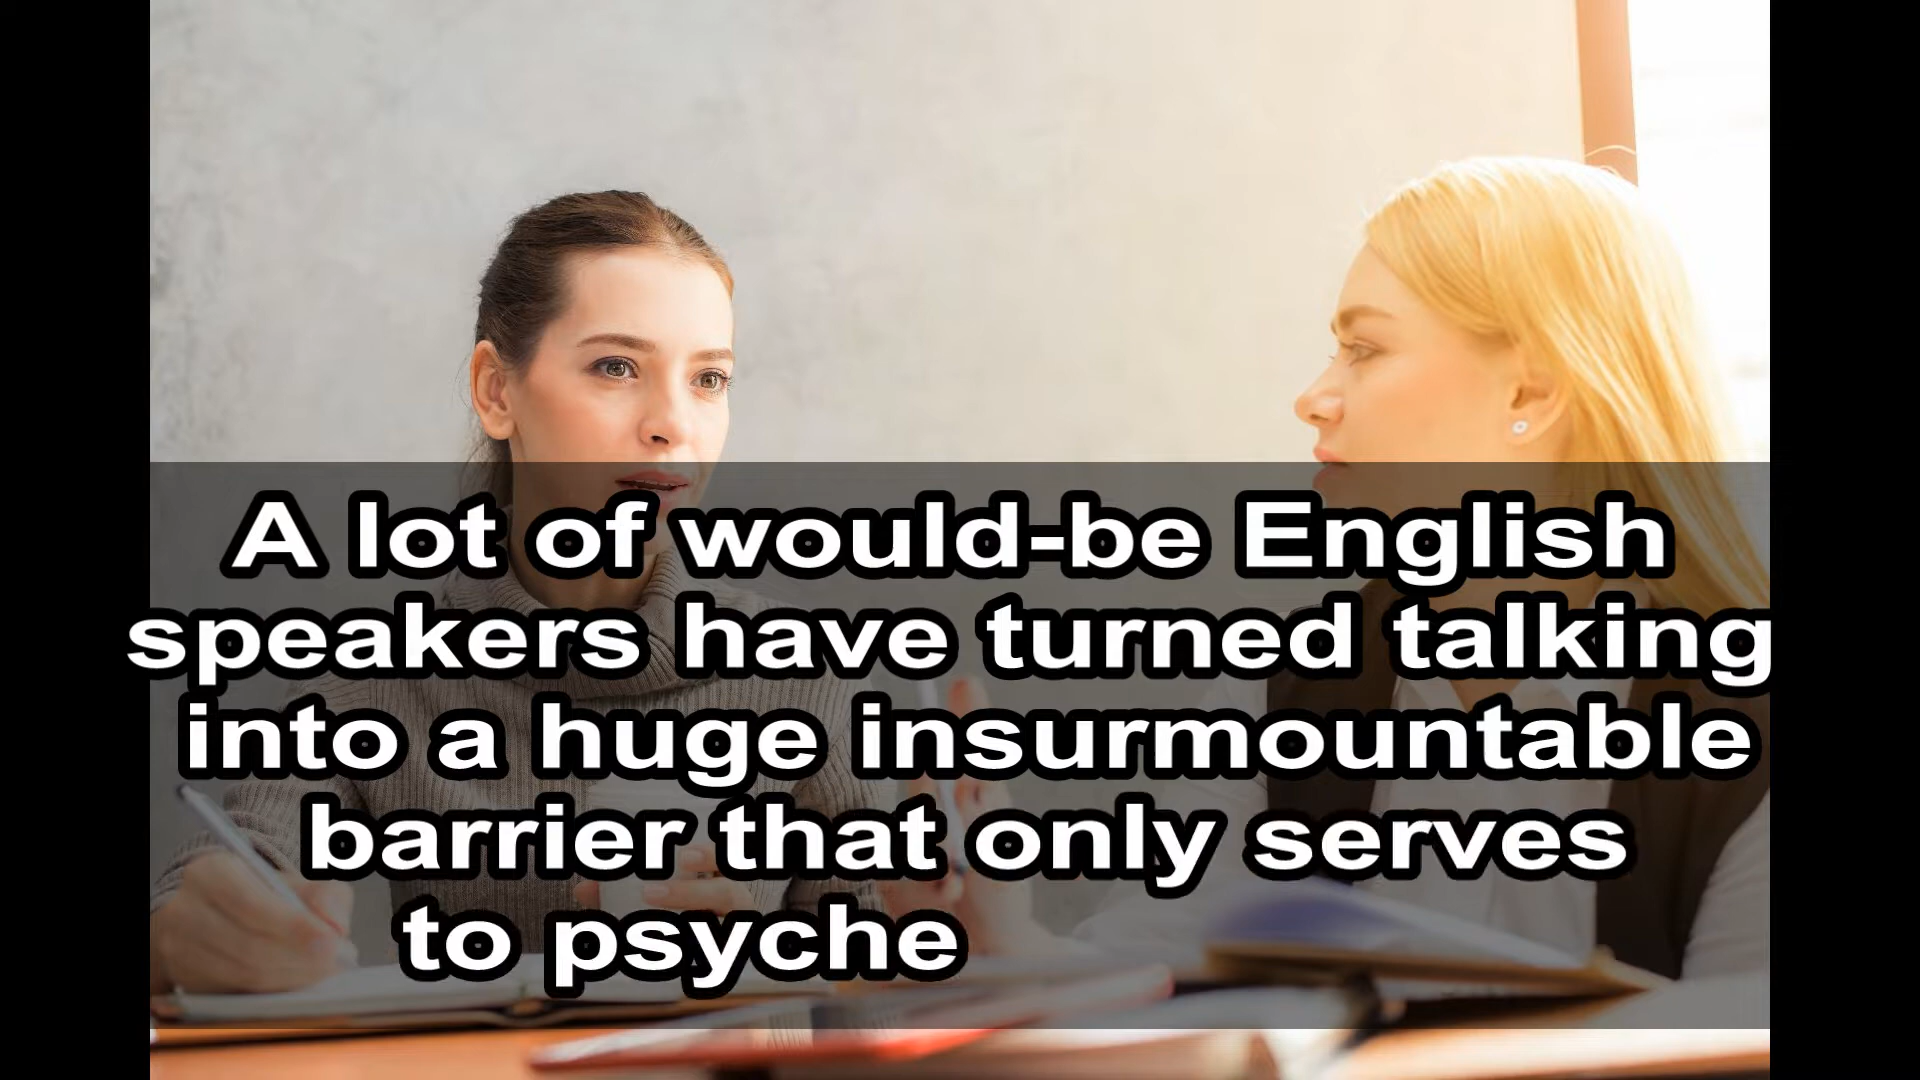 A lot of would-be English
speakers have turned talking
into a huge insurmountable
barrier that only serves
to psyche